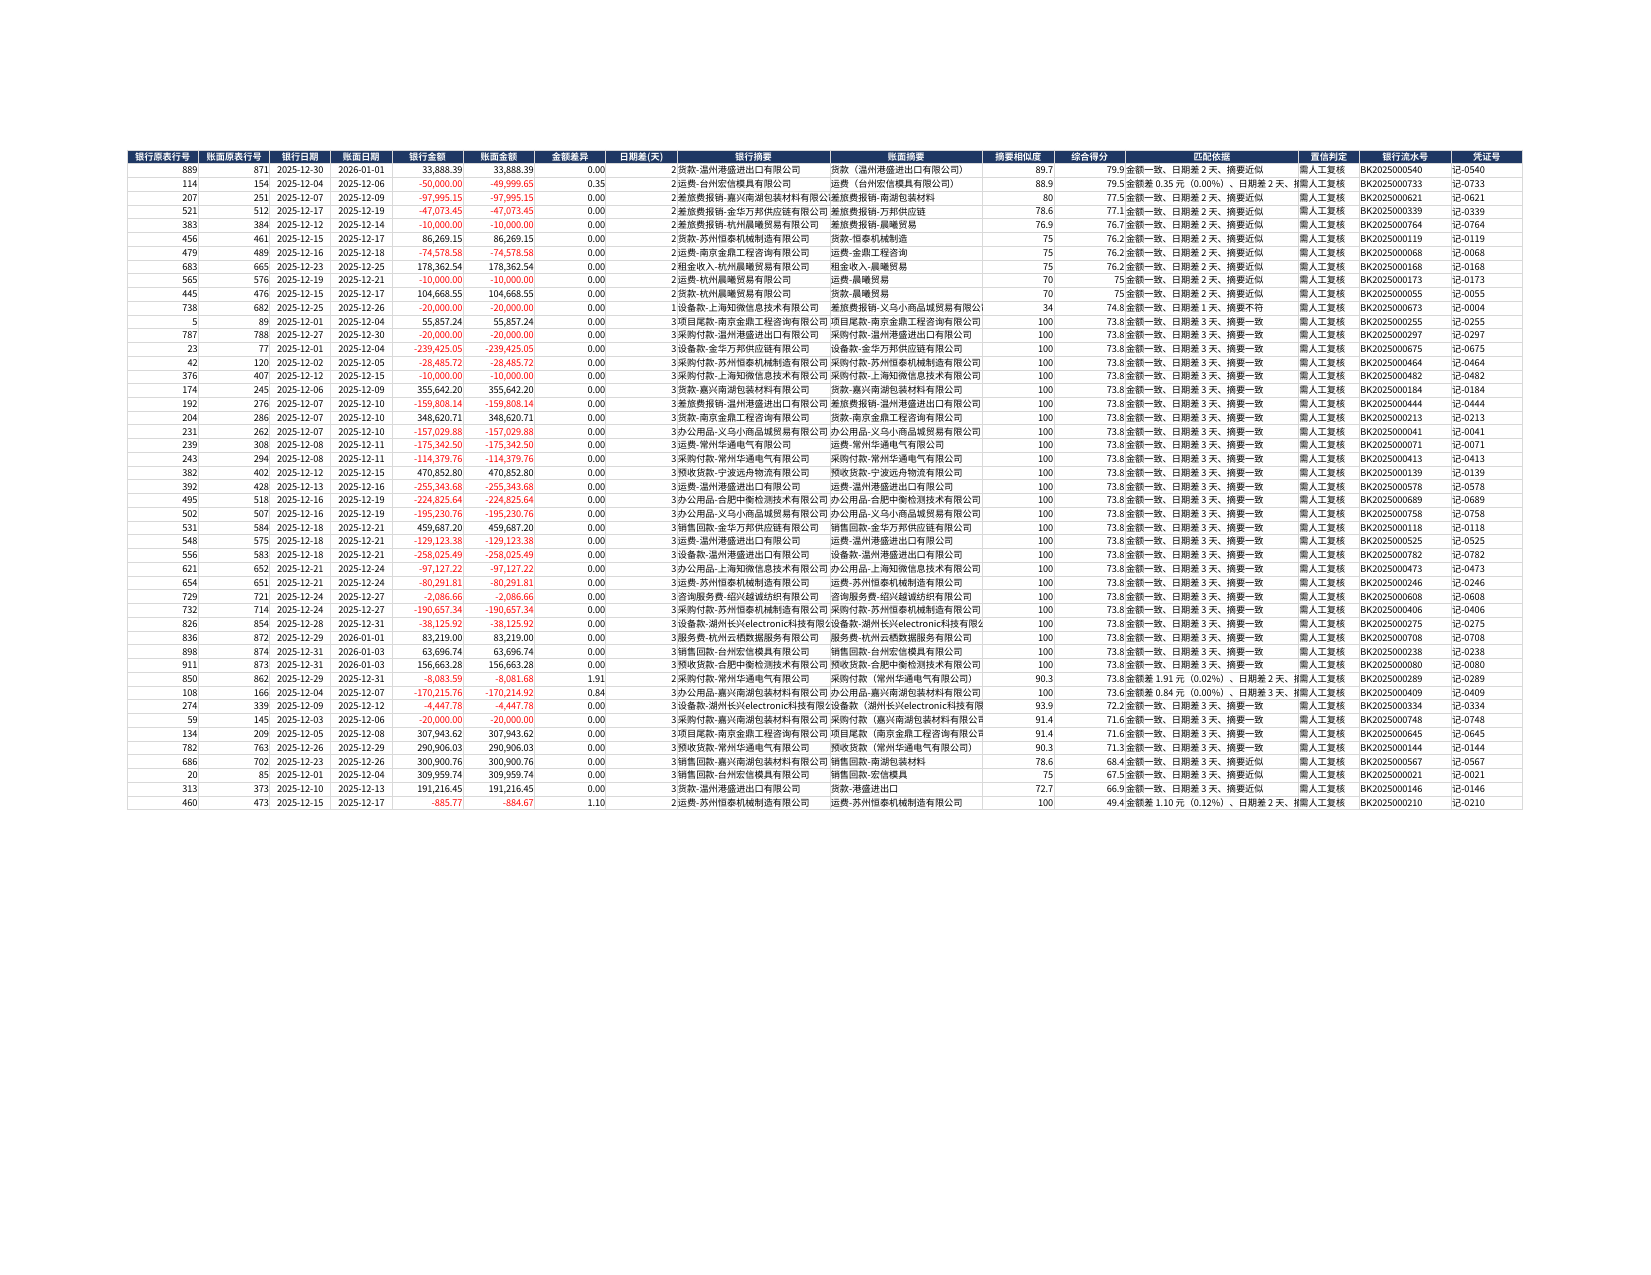 银行原表行号 账面原表行号 银行日期 账面日期 银行金额 账面金额 金额差异 日期差(天) 银行摘要 账面摘要 摘要相似度 综合得分 匹配依据 置信判定 银行流水号 凭证号
889 871 2025-12-30 2026-01-01 33,888.39 33,888.39 0.00 2 货款-温州港盛进出口有限公司 货款（温州港盛进出口有限公司） 89.7 79.9 金额一致、日期差 2 天、摘要近似 需人工复核 BK2025000540 记-0540
114 154 2025-12-04 2025-12-06 -50,000.00 -49,999.65 0.35 2 运费-台州宏信模具有限公司 运费（台州宏信模具有限公司） 88.9 79.5 金额差 0.35 元（0.00%）、日期差 2 天、 需人工复核 BK2025000733 记-0733
207 251 2025-12-07 2025-12-09 -97,995.15 -97,995.15 0.00 2 差旅费报销-嘉兴南湖包装材料有限公 差旅费报销-南湖包装材料 80 77.5 金额一致、日期差 2 天、摘要近似 需人工复核 BK2025000621 记-0621
521 512 2025-12-17 2025-12-19 -47,073.45 -47,073.45 0.00 2 差旅费报销-金华万邦供应链有限公司 差旅费报销-万邦供应链 78.6 77.1 金额一致、日期差 2 天、摘要近似 需人工复核 BK2025000339 记-0339
383 384 2025-12-12 2025-12-14 -10,000.00 -10,000.00 0.00 2 差旅费报销-杭州晨曦贸易有限公司 差旅费报销-晨曦贸易 76.9 76.7 金额一致、日期差 2 天、摘要近似 需人工复核 BK2025000764 记-0764
456 461 2025-12-15 2025-12-17 86,269.15 86,269.15 0.00 2 货款-苏州恒泰机械制造有限公司 货款-恒泰机械制造 75 76.2 金额一致、日期差 2 天、摘要近似 需人工复核 BK2025000119 记-0119
479 489 2025-12-16 2025-12-18 -74,578.58 -74,578.58 0.00 2 运费-南京金鼎工程咨询有限公司 运费-金鼎工程咨询 75 76.2 金额一致、日期差 2 天、摘要近似 需人工复核 BK2025000068 记-0068
683 665 2025-12-23 2025-12-25 178,362.54 178,362.54 0.00 2 租金收入-杭州晨曦贸易有限公司 租金收入-晨曦贸易 75 76.2 金额一致、日期差 2 天、摘要近似 需人工复核 BK2025000168 记-0168
565 576 2025-12-19 2025-12-21 -10,000.00 -10,000.00 0.00 2 运费-杭州晨曦贸易有限公司 运费-晨曦贸易 70 75 金额一致、日期差 2 天、摘要近似 需人工复核 BK2025000173 记-0173
445 476 2025-12-15 2025-12-17 104,668.55 104,668.55 0.00 2 货款-杭州晨曦贸易有限公司 货款-晨曦贸易 70 75 金额一致、日期差 2 天、摘要近似 需人工复核 BK2025000055 记-0055
738 682 2025-12-25 2025-12-26 -20,000.00 -20,000.00 0.00 1 设备款-上海知微信息技术有限公司 差旅费报销-义乌小商品城贸易有限公 34 74.8 金额一致、日期差 1 天、摘要不符 需人工复核 BK2025000673 记-0004
5 89 2025-12-01 2025-12-04 55,857.24 55,857.24 0.00 3 项目尾款-南京金鼎工程咨询有限公司 项目尾款-南京金鼎工程咨询有限公司 100 73.8 金额一致、日期差 3 天、摘要一致 需人工复核 BK2025000255 记-0255
787 788 2025-12-27 2025-12-30 -20,000.00 -20,000.00 0.00 3 采购付款-温州港盛进出口有限公司 采购付款-温州港盛进出口有限公司 100 73.8 金额一致、日期差 3 天、摘要一致 需人工复核 BK2025000297 记-0297
23 77 2025-12-01 2025-12-04 -239,425.05 -239,425.05 0.00 3 设备款-金华万邦供应链有限公司 设备款-金华万邦供应链有限公司 100 73.8 金额一致、日期差 3 天、摘要一致 需人工复核 BK2025000675 记-0675
42 120 2025-12-02 2025-12-05 -28,485.72 -28,485.72 0.00 3 采购付款-苏州恒泰机械制造有限公司 采购付款-苏州恒泰机械制造有限公司 100 73.8 金额一致、日期差 3 天、摘要一致 需人工复核 BK2025000464 记-0464
376 407 2025-12-12 2025-12-15 -10,000.00 -10,000.00 0.00 3 采购付款-上海知微信息技术有限公司 采购付款-上海知微信息技术有限公司 100 73.8 金额一致、日期差 3 天、摘要一致 需人工复核 BK2025000482 记-0482
174 245 2025-12-06 2025-12-09 355,642.20 355,642.20 0.00 3 货款-嘉兴南湖包装材料有限公司 货款-嘉兴南湖包装材料有限公司 100 73.8 金额一致、日期差 3 天、摘要一致 需人工复核 BK2025000184 记-0184
192 276 2025-12-07 2025-12-10 -159,808.14 -159,808.14 0.00 3 差旅费报销-温州港盛进出口有限公司 差旅费报销-温州港盛进出口有限公司 100 73.8 金额一致、日期差 3 天、摘要一致 需人工复核 BK2025000444 记-0444
204 286 2025-12-07 2025-12-10 348,620.71 348,620.71 0.00 3 货款-南京金鼎工程咨询有限公司 货款-南京金鼎工程咨询有限公司 100 73.8 金额一致、日期差 3 天、摘要一致 需人工复核 BK2025000213 记-0213
231 262 2025-12-07 2025-12-10 -157,029.88 -157,029.88 0.00 3 办公用品-义乌小商品城贸易有限公司 办公用品-义乌小商品城贸易有限公司 100 73.8 金额一致、日期差 3 天、摘要一致 需人工复核 BK2025000041 记-0041
239 308 2025-12-08 2025-12-11 -175,342.50 -175,342.50 0.00 3 运费-常州华通电气有限公司 运费-常州华通电气有限公司 100 73.8 金额一致、日期差 3 天、摘要一致 需人工复核 BK2025000071 记-0071
243 294 2025-12-08 2025-12-11 -114,379.76 -114,379.76 0.00 3 采购付款-常州华通电气有限公司 采购付款-常州华通电气有限公司 100 73.8 金额一致、日期差 3 天、摘要一致 需人工复核 BK2025000413 记-0413
382 402 2025-12-12 2025-12-15 470,852.80 470,852.80 0.00 3 预收货款-宁波远舟物流有限公司 预收货款-宁波远舟物流有限公司 100 73.8 金额一致、日期差 3 天、摘要一致 需人工复核 BK2025000139 记-0139
392 428 2025-12-13 2025-12-16 -255,343.68 -255,343.68 0.00 3 运费-温州港盛进出口有限公司 运费-温州港盛进出口有限公司 100 73.8 金额一致、日期差 3 天、摘要一致 需人工复核 BK2025000578 记-0578
495 518 2025-12-16 2025-12-19 -224,825.64 -224,825.64 0.00 3 办公用品-合肥中衡检测技术有限公司 办公用品-合肥中衡检测技术有限公司 100 73.8 金额一致、日期差 3 天、摘要一致 需人工复核 BK2025000689 记-0689
502 507 2025-12-16 2025-12-19 -195,230.76 -195,230.76 0.00 3 办公用品-义乌小商品城贸易有限公司 办公用品-义乌小商品城贸易有限公司 100 73.8 金额一致、日期差 3 天、摘要一致 需人工复核 BK2025000758 记-0758
531 584 2025-12-18 2025-12-21 459,687.20 459,687.20 0.00 3 销售回款-金华万邦供应链有限公司 销售回款-金华万邦供应链有限公司 100 73.8 金额一致、日期差 3 天、摘要一致 需人工复核 BK2025000118 记-0118
548 575 2025-12-18 2025-12-21 -129,123.38 -129,123.38 0.00 3 运费-温州港盛进出口有限公司 运费-温州港盛进出口有限公司 100 73.8 金额一致、日期差 3 天、摘要一致 需人工复核 BK2025000525 记-0525
556 583 2025-12-18 2025-12-21 -258,025.49 -258,025.49 0.00 3 设备款-温州港盛进出口有限公司 设备款-温州港盛进出口有限公司 100 73.8 金额一致、日期差 3 天、摘要一致 需人工复核 BK2025000782 记-0782
621 652 2025-12-21 2025-12-24 -97,127.22 -97,127.22 0.00 3 办公用品-上海知微信息技术有限公司 办公用品-上海知微信息技术有限公司 100 73.8 金额一致、日期差 3 天、摘要一致 需人工复核 BK2025000473 记-0473
654 651 2025-12-21 2025-12-24 -80,291.81 -80,291.81 0.00 3 运费-苏州恒泰机械制造有限公司 运费-苏州恒泰机械制造有限公司 100 73.8 金额一致、日期差 3 天、摘要一致 需人工复核 BK2025000246 记-0246
729 721 2025-12-24 2025-12-27 -2,086.66 -2,086.66 0.00 3 咨询服务费-绍兴越诚纺织有限公司 咨询服务费-绍兴越诚纺织有限公司 100 73.8 金额一致、日期差 3 天、摘要一致 需人工复核 BK2025000608 记-0608
732 714 2025-12-24 2025-12-27 -190,657.34 -190,657.34 0.00 3 采购付款-苏州恒泰机械制造有限公司 采购付款-苏州恒泰机械制造有限公司 100 73.8 金额一致、日期差 3 天、摘要一致 需人工复核 BK2025000406 记-0406
826 854 2025-12-28 2025-12-31 -38,125.92 -38,125.92 0.00 3 设备款-湖州长兴electronic科技有限 设备款-湖州长兴electronic科技有限 100 73.8 金额一致、日期差 3 天、摘要一致 需人工复核 BK2025000275 记-0275
836 872 2025-12-29 2026-01-01 83,219.00 83,219.00 0.00 3 服务费-杭州云栖数据服务有限公司 服务费-杭州云栖数据服务有限公司 100 73.8 金额一致、日期差 3 天、摘要一致 需人工复核 BK2025000708 记-0708
898 874 2025-12-31 2026-01-03 63,696.74 63,696.74 0.00 3 销售回款-台州宏信模具有限公司 销售回款-台州宏信模具有限公司 100 73.8 金额一致、日期差 3 天、摘要一致 需人工复核 BK2025000238 记-0238
911 873 2025-12-31 2026-01-03 156,663.28 156,663.28 0.00 3 预收货款-合肥中衡检测技术有限公司 预收货款-合肥中衡检测技术有限公司 100 73.8 金额一致、日期差 3 天、摘要一致 需人工复核 BK2025000080 记-0080
850 862 2025-12-29 2025-12-31 -8,083.59 -8,081.68 1.91 2 采购付款-常州华通电气有限公司 采购付款（常州华通电气有限公司） 90.3 73.8 金额差 1.91 元（0.02%）、日期差 2 天、 需人工复核 BK2025000289 记-0289
108 166 2025-12-04 2025-12-07 -170,215.76 -170,214.92 0.84 3 办公用品-嘉兴南湖包装材料有限公司 办公用品-嘉兴南湖包装材料有限公司 100 73.6 金额差 0.84 元（0.00%）、日期差 3 天、 需人工复核 BK2025000409 记-0409
274 339 2025-12-09 2025-12-12 -4,447.78 -4,447.78 0.00 3 设备款-湖州长兴electronic科技有限 设备款（湖州长兴electronic科技有限 93.9 72.2 金额一致、日期差 3 天、摘要近似 需人工复核 BK2025000334 记-0334
59 145 2025-12-03 2025-12-06 -20,000.00 -20,000.00 0.00 3 采购付款-嘉兴南湖包装材料有限公司 采购付款（嘉兴南湖包装材料有限公司 91.4 71.6 金额一致、日期差 3 天、摘要近似 需人工复核 BK2025000748 记-0748
134 209 2025-12-05 2025-12-08 307,943.62 307,943.62 0.00 3 项目尾款-南京金鼎工程咨询有限公司 项目尾款（南京金鼎工程咨询有限公司 91.4 71.6 金额一致、日期差 3 天、摘要近似 需人工复核 BK2025000645 记-0645
782 763 2025-12-26 2025-12-29 290,906.03 290,906.03 0.00 3 预收货款-常州华通电气有限公司 预收货款（常州华通电气有限公司） 90.3 71.3 金额一致、日期差 3 天、摘要近似 需人工复核 BK2025000144 记-0144
686 702 2025-12-23 2025-12-26 300,900.76 300,900.76 0.00 3 销售回款-嘉兴南湖包装材料有限公司 销售回款-南湖包装材料 78.6 68.4 金额一致、日期差 3 天、摘要近似 需人工复核 BK2025000567 记-0567
20 85 2025-12-01 2025-12-04 309,959.74 309,959.74 0.00 3 销售回款-台州宏信模具有限公司 销售回款-宏信模具 75 67.5 金额一致、日期差 3 天、摘要近似 需人工复核 BK2025000021 记-0021
313 373 2025-12-10 2025-12-13 191,216.45 191,216.45 0.00 3 货款-温州港盛进出口有限公司 货款-港盛进出口 72.7 66.9 金额一致、日期差 3 天、摘要近似 需人工复核 BK2025000146 记-0146
460 473 2025-12-15 2025-12-17 -885.77 -884.67 1.10 2 运费-苏州恒泰机械制造有限公司 运费-苏州恒泰机械制造有限公司 100 49.4 金额差 1.10 元（0.12%）、日期差 2 天、 需人工复核 BK2025000210 记-0210